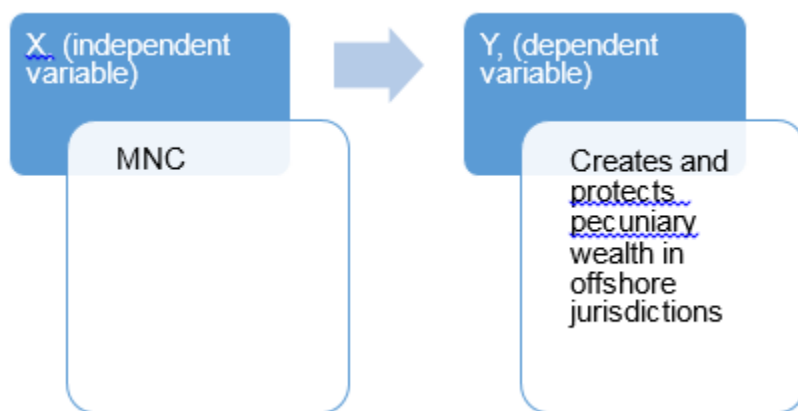 X, (independent
variable)
MNC
Y, (dependent
variable)
Creates and
protects
pecuniary
wealth in
offshore
jurisdictions